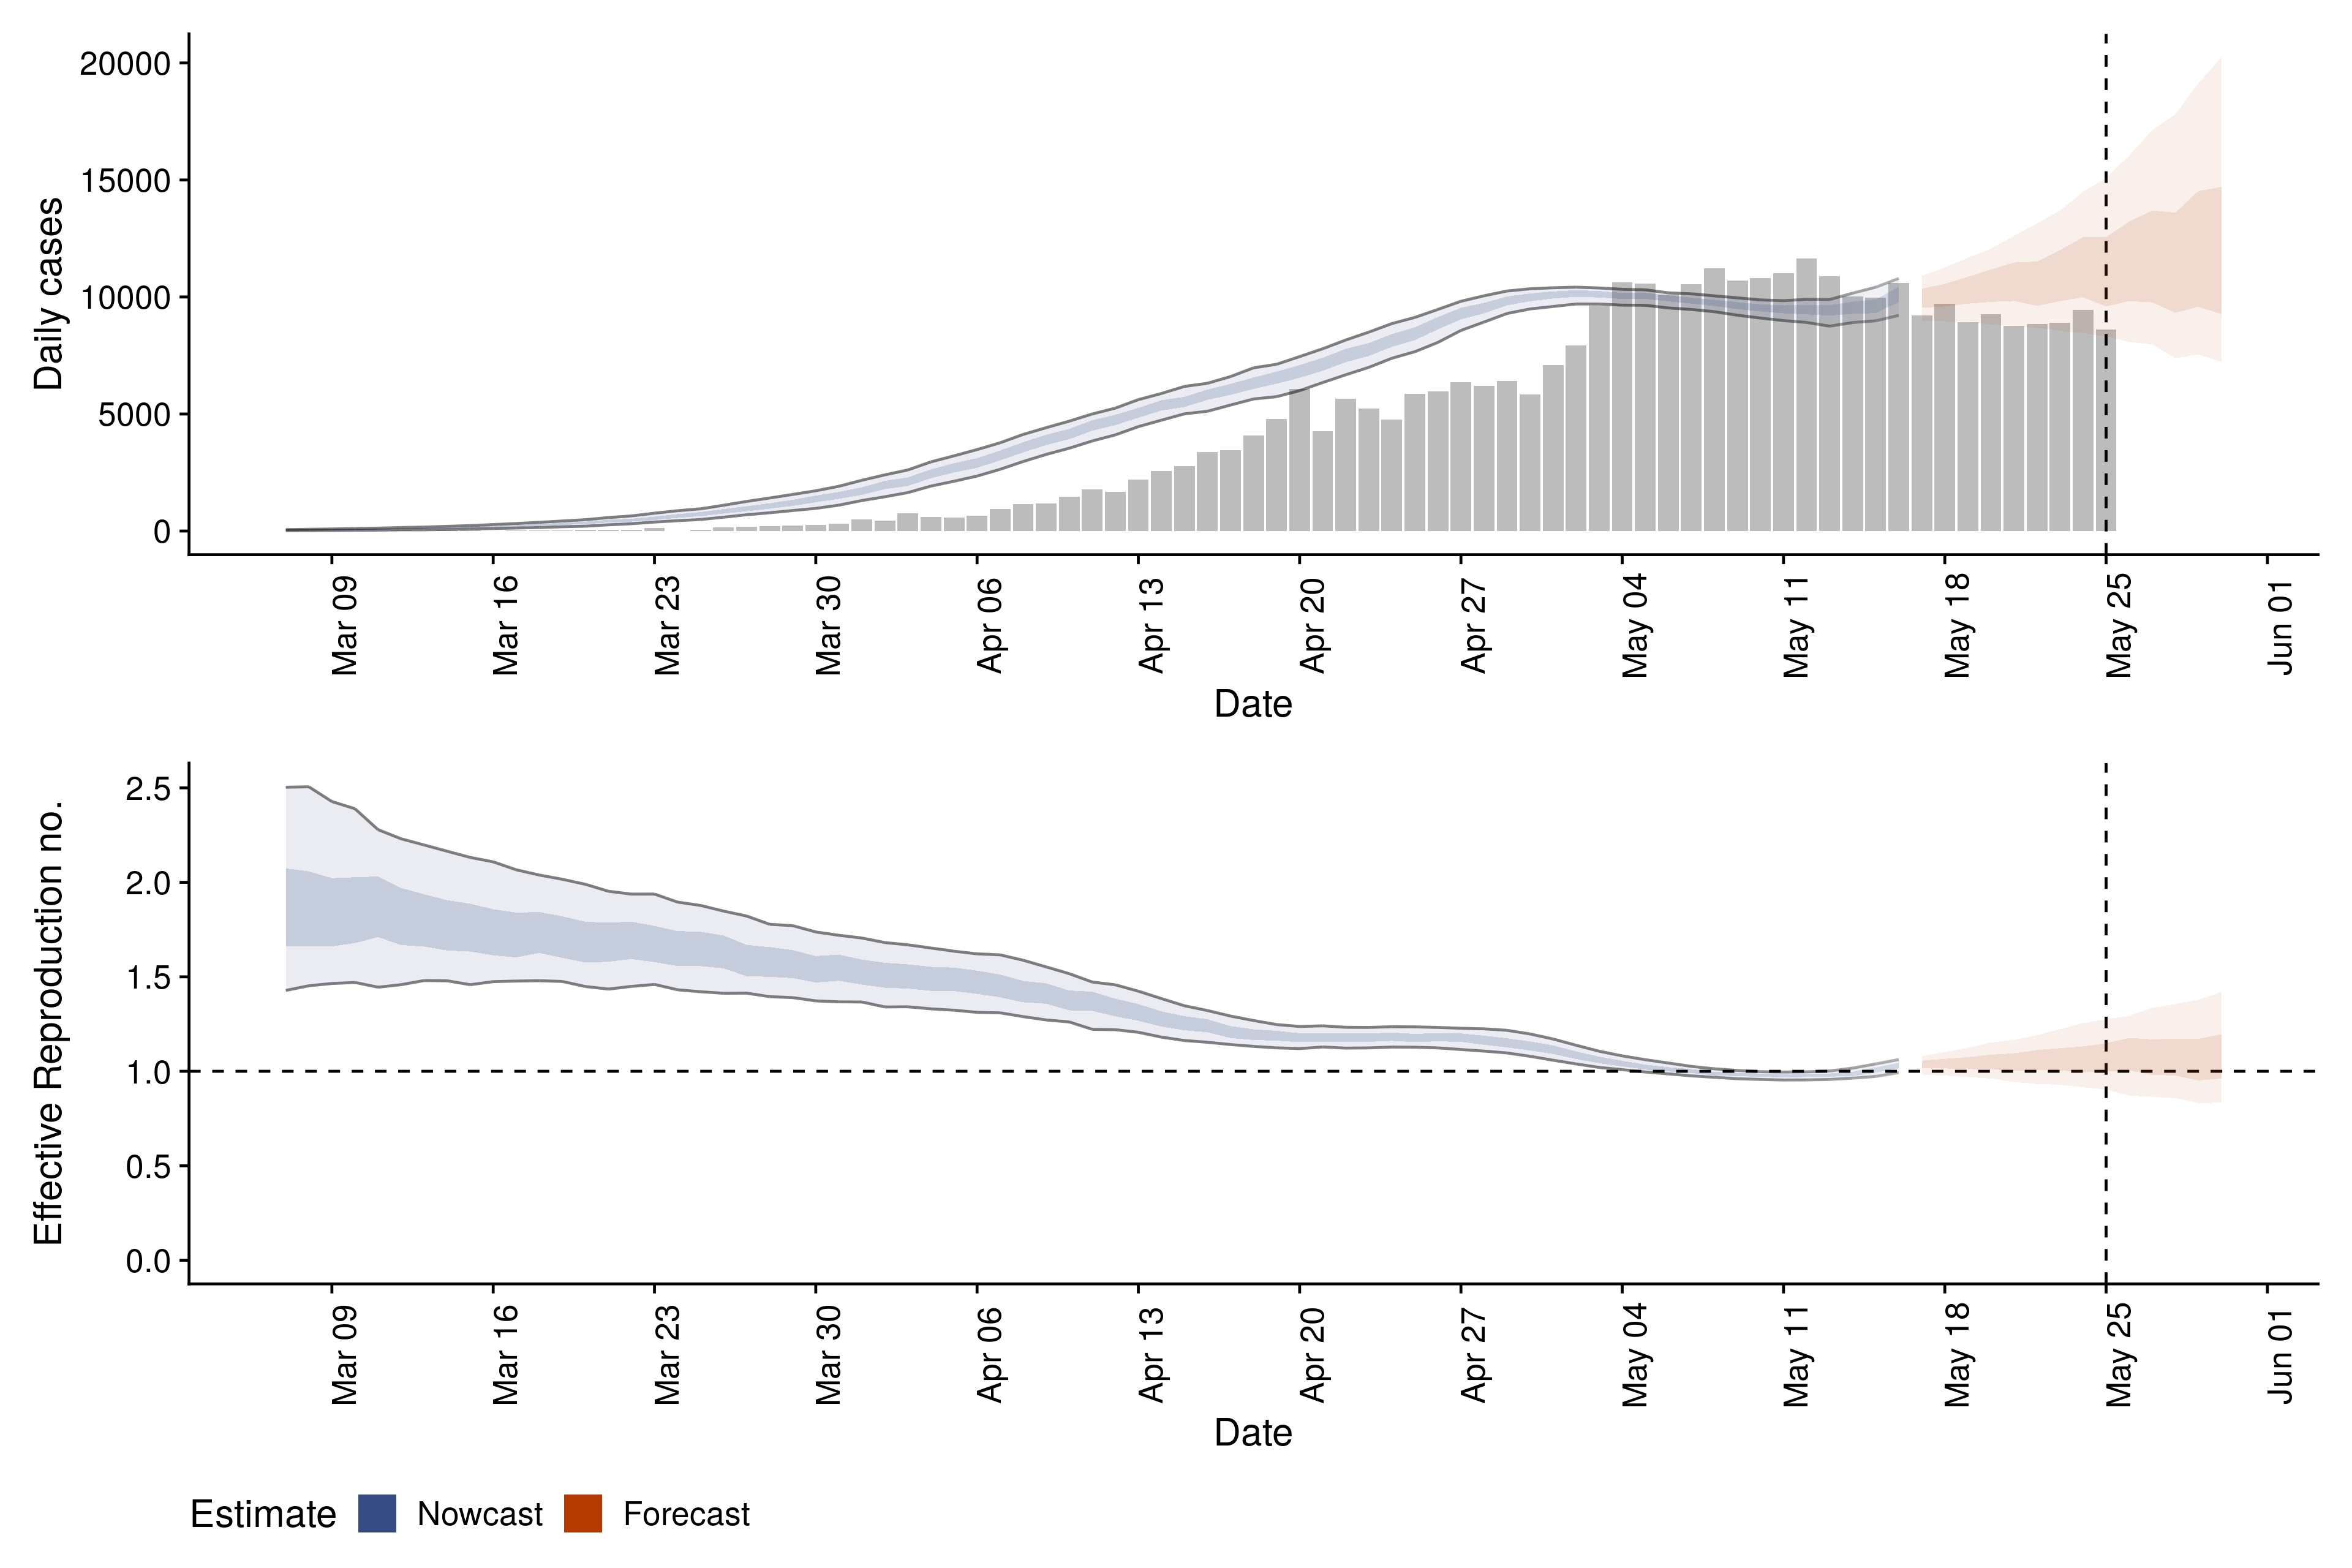 Daily cases
20000
15000
10000
5000
0
Mar 09
Mar 16
Mar 23
Mar 30
Apr 06
Apr 13
Apr 20
Apr 27
May 04
May 11
May 18
May 25
Jun 01
Date
Effective Reproduction no.
2.5
2.0
1.5
1.0
0.5
0.0
Mar 09
Mar 16
Mar 23
Mar 30
Apr 06
Apr 13
Apr 20
Apr 27
May 04
May 11
May 18
May 25
Jun 01
Date
Estimate Nowcast Forecast